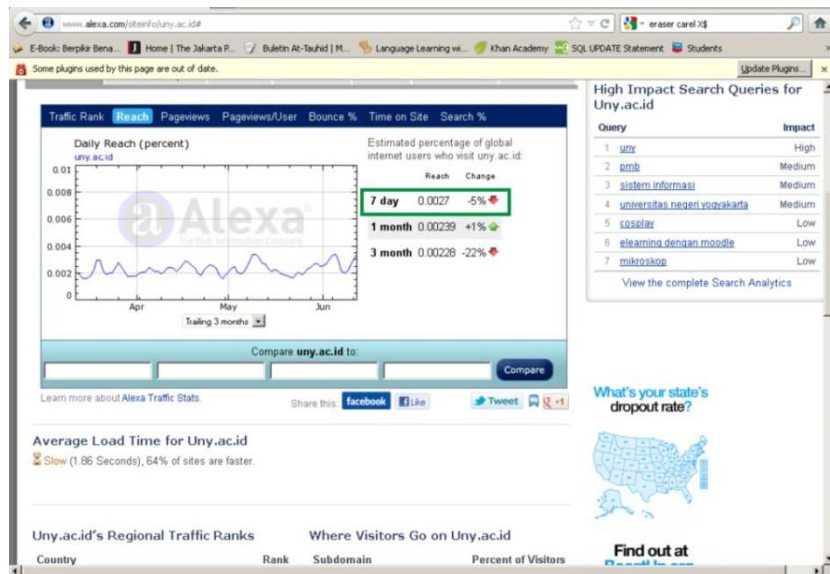 www.alexa.com/siteinfo/uny.ac.id#
eraser carel X$
E-Book: Berpikir Bena...
Home | The Jakarta P...
Buletin At-Tauhid | M...
Language Learning wi...
Khan Academy
SQL UPDATE Statement
Students
Some plugins used by this page are out of date.
Update Plugins...
Traffic Rank Reach Pageviews Pageviews/User Bounce % Time on Site Search %
Daily Reach (percent)
uny.ac.id
0.01
0.008
0.006
0.004
0.002
0
Apr May Jun
Alexa
The Web Information Company
Trailing 3 months
Estimated percentage of global
internet users who visit uny.ac.id:
Reach Change
7 day 0.0027 -5%
1 month 0.00239 +1%
3 month 0.00228 -22%
Compare uny.ac.id to:
Compare
Learn more about Alexa Traffic Stats.
Share this: facebook Like Tweet +1
Average Load Time for Uny.ac.id
Slow (1.86 Seconds), 64% of sites are faster.
Uny.ac.id's Regional Traffic Ranks
Country Rank
Where Visitors Go on Uny.ac.id
Subdomain Percent of Visitors
High Impact Search Queries for
Uny.ac.id
Query Impact
1 uny High
2 pmb Medium
3 sistem informasi Medium
4 universitas negeri yogyakarta Medium
5 cosplay Low
6 elearning dengan moodle Low
7 mikroskop Low
View the complete Search Analytics
What's your state's
dropout rate?
Find out at
BoostUp.org